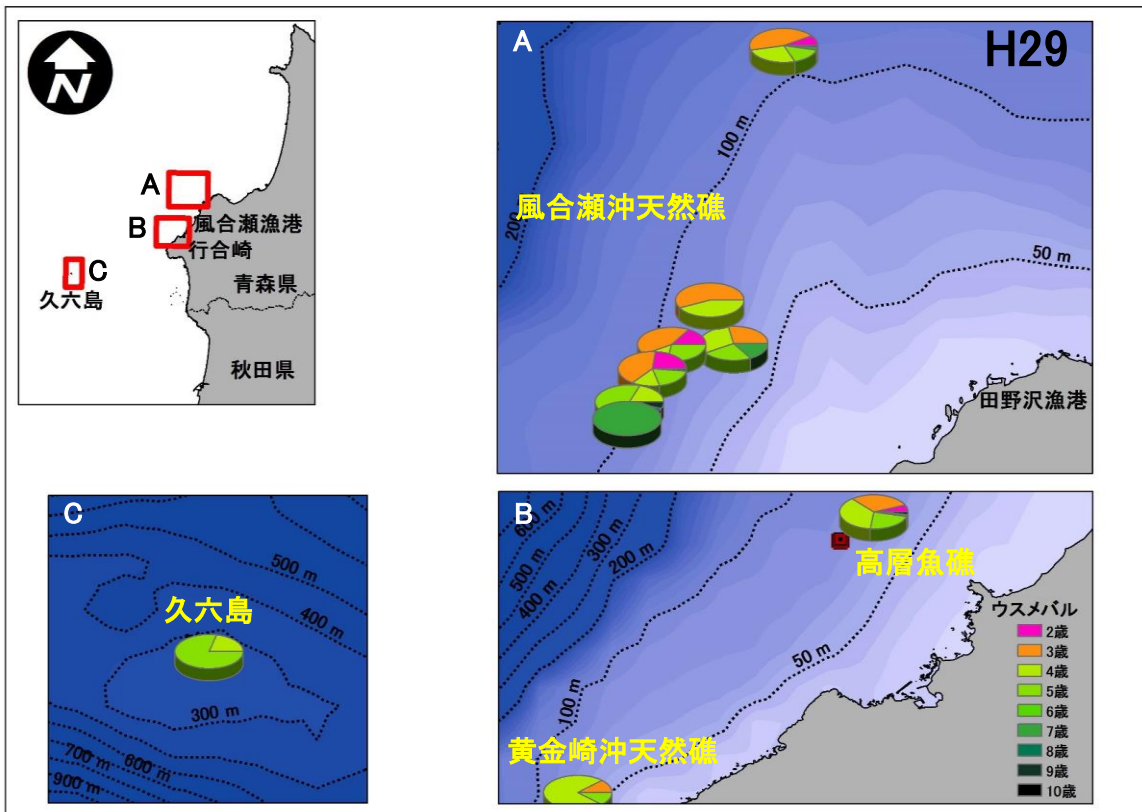 N
A
B
C
風合瀬漁港
行合崎
久六島
青森県
秋田県
A
H29
100 m
風合瀬沖天然礁
200
50 m
田野沢漁港
C
500 m
久六島
400 m
300 m
700 m
600 m
900 m
B
600 m
500 m
400 m
300 m
200 m
高層魚礁
50 m
100 m
黄金崎沖天然礁
ウスメバル
2歳
3歳
4歳
5歳
6歳
7歳
8歳
9歳
10歳